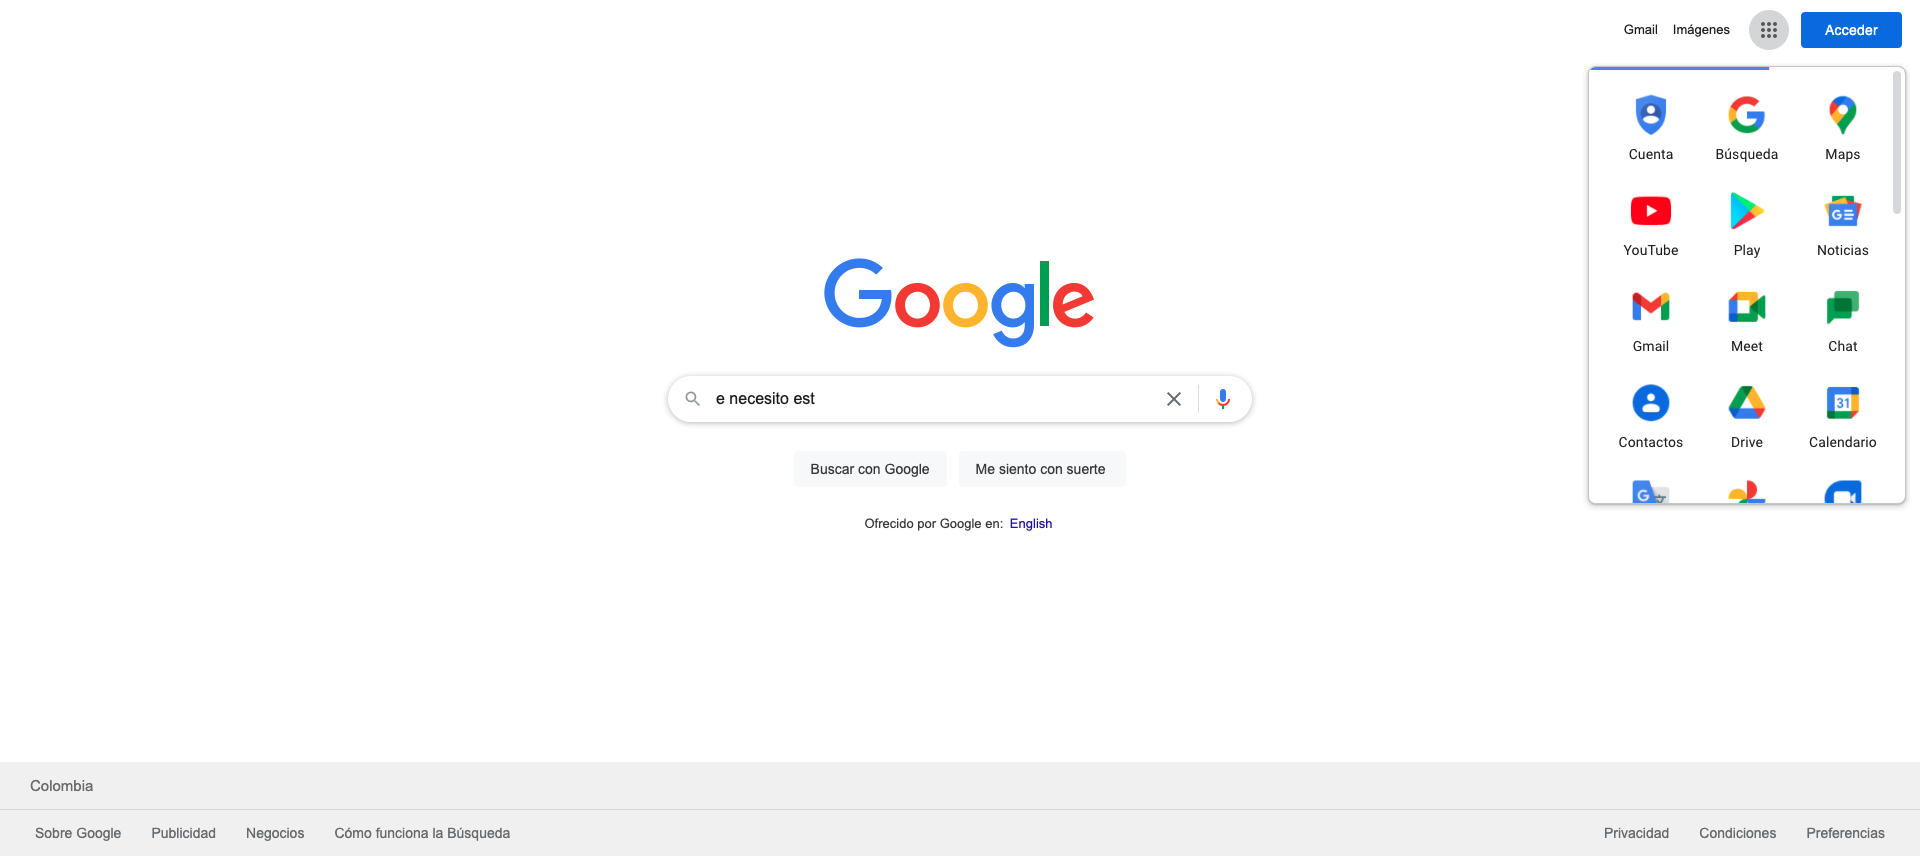 Gmail Imágenes Acceder
Cuenta Búsqueda Maps
YouTube Play Noticias
Gmail Meet Chat
Contactos Drive Calendario
Google
e necesito est
Buscar con Google Me siento con suerte
Ofrecido por Google en: English
Colombia
Sobre Google Publicidad Negocios Cómo funciona la Búsqueda Privacidad Condiciones Preferencias